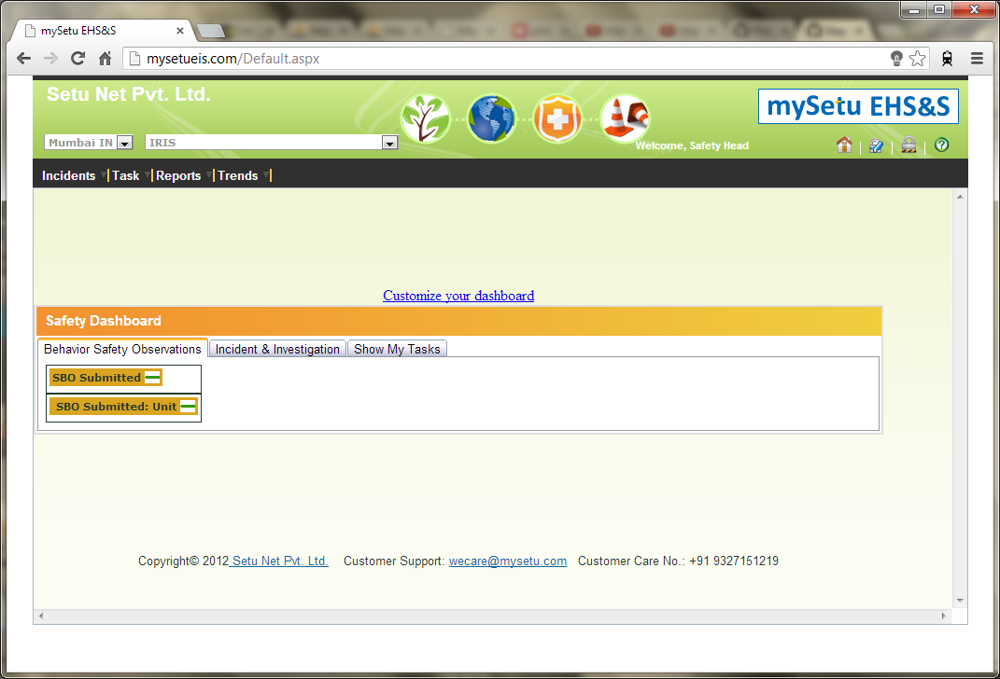 mySetu EHS&S
mysetueis.com/Default.aspx
Setu Net Pvt. Ltd.
mySetu EHS&S
Mumbai IN IRIS
Welcome, Safety Head
Incidents Task Reports Trends
Customize your dashboard
Safety Dashboard
Behavior Safety Observations Incident & Investigation Show My Tasks
SBO Submitted
SBO Submitted: Unit
Copyright© 2012 Setu Net Pvt. Ltd. Customer Support: wecare@mysetu.com Customer Care No.: +91 9327151219